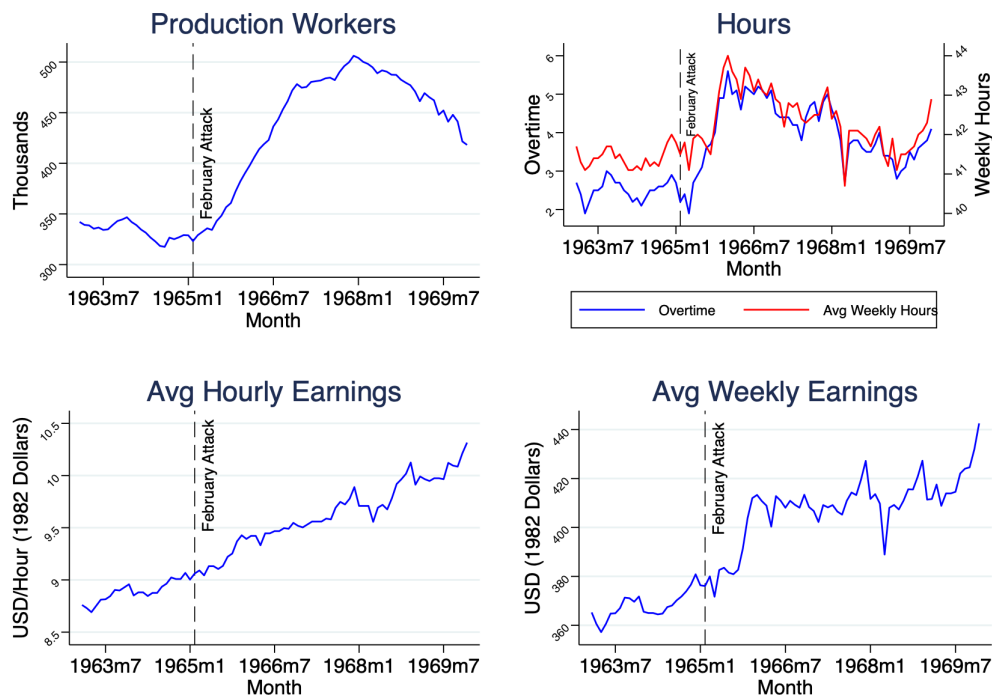 Production Workers
Thousands
500
450
400
350
300
February Attack
1963m7 1965m1 1966m7 1968m1 1969m7
Month
Hours
Overtime
6
5
4
3
2
February Attack
44
43
42
41
40
Weekly Hours
1963m7 1965m1 1966m7 1968m1 1969m7
Month
Overtime Avg Weekly Hours
Avg Hourly Earnings
USD/Hour (1982 Dollars)
10.5
10
9.5
9
8.5
February Attack
1963m7 1965m1 1966m7 1968m1 1969m7
Month
Avg Weekly Earnings
USD (1982 Dollars)
440
420
400
380
360
February Attack
1963m7 1965m1 1966m7 1968m1 1969m7
Month